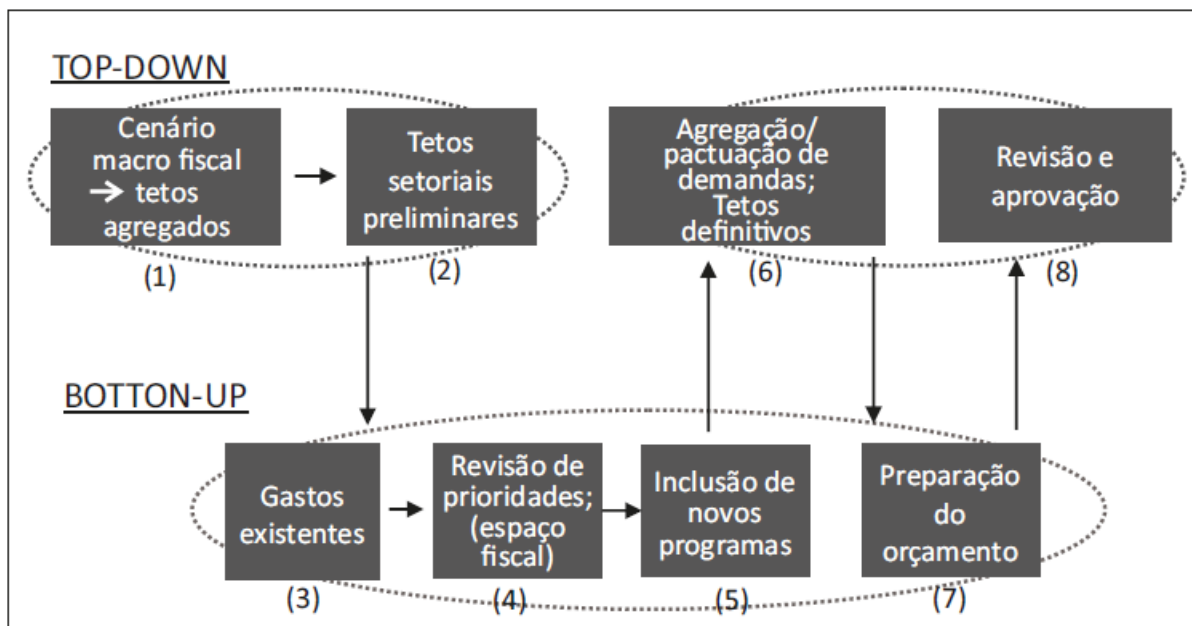 TOP-DOWN
Cenário
macro fiscal
→ tetos
agregados
(1)
Tetos
setoriais
preliminares
(2)
Agregação/
pactuação de
demandas;
Tetos
definitivos
(6)
Revisão e
aprovação
(8)
BOTTON-UP
Gastos
existentes
(3)
Revisão de
prioridades;
(espaço
fiscal)
(4)
Inclusão de
novos
programas
(5)
Preparação
do
orçamento
(7)